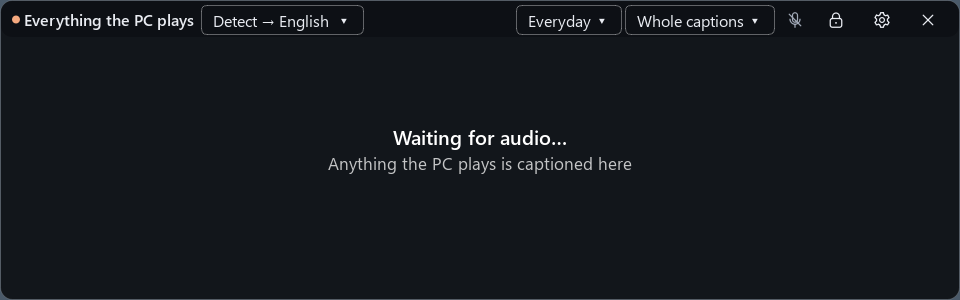 Everything the PC plays Detect → English ▼ Everyday ▼ Whole captions ▼
Waiting for audio...
Anything the PC plays is captioned here